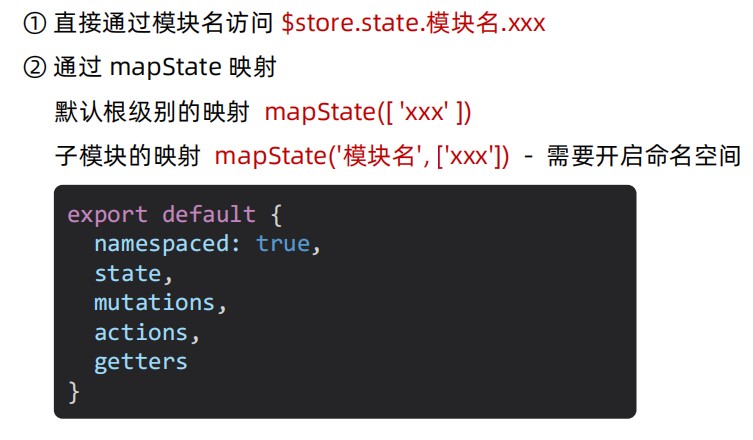 ① 直接通过模块名访问 $store.state.模块名.xxx
② 通过 mapState 映射
默认根级别的映射 mapState([ 'xxx' ])
子模块的映射 mapState('模块名', ['xxx']) - 需要开启命名空间
export default {
  namespaced: true,
  state,
  mutations,
  actions,
  getters
}